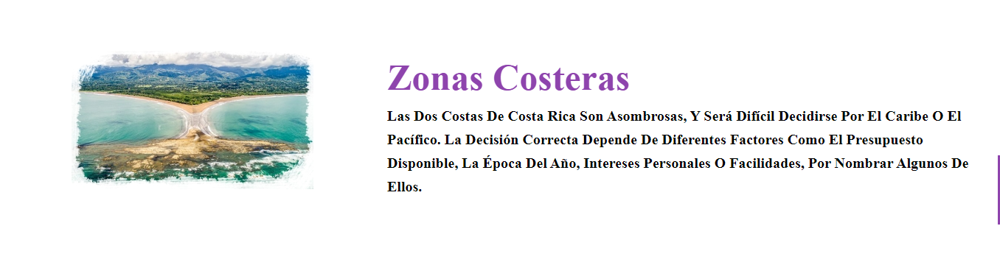 Zonas Costeras
Las Dos Costas De Costa Rica Son Asombrosas, Y Será Difícil Decidirse Por El Caribe O El
Pacífico. La Decisión Correcta Depende De Diferentes Factores Como El Presupuesto
Disponible, La Época Del Año, Intereses Personales O Facilidades, Por Nombrar Algunos De
Ellos.